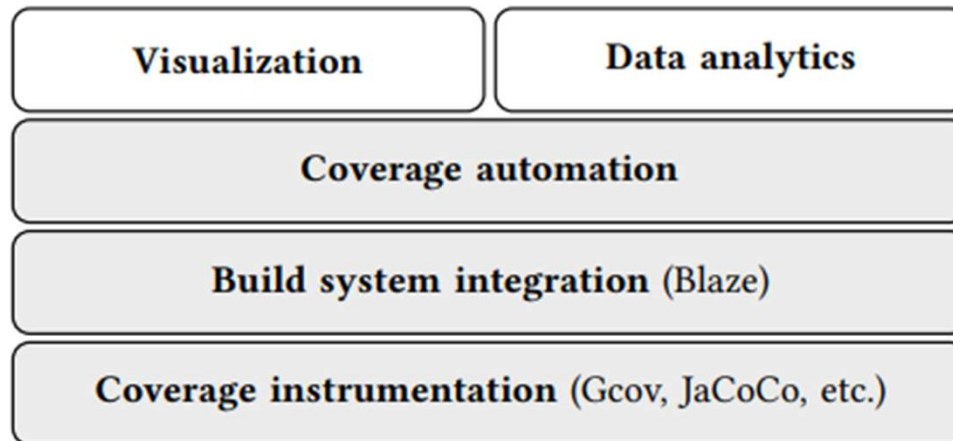 Visualization
Data analytics
Coverage automation
Build system integration (Blaze)
Coverage instrumentation (Gcov, JaCoCo, etc.)